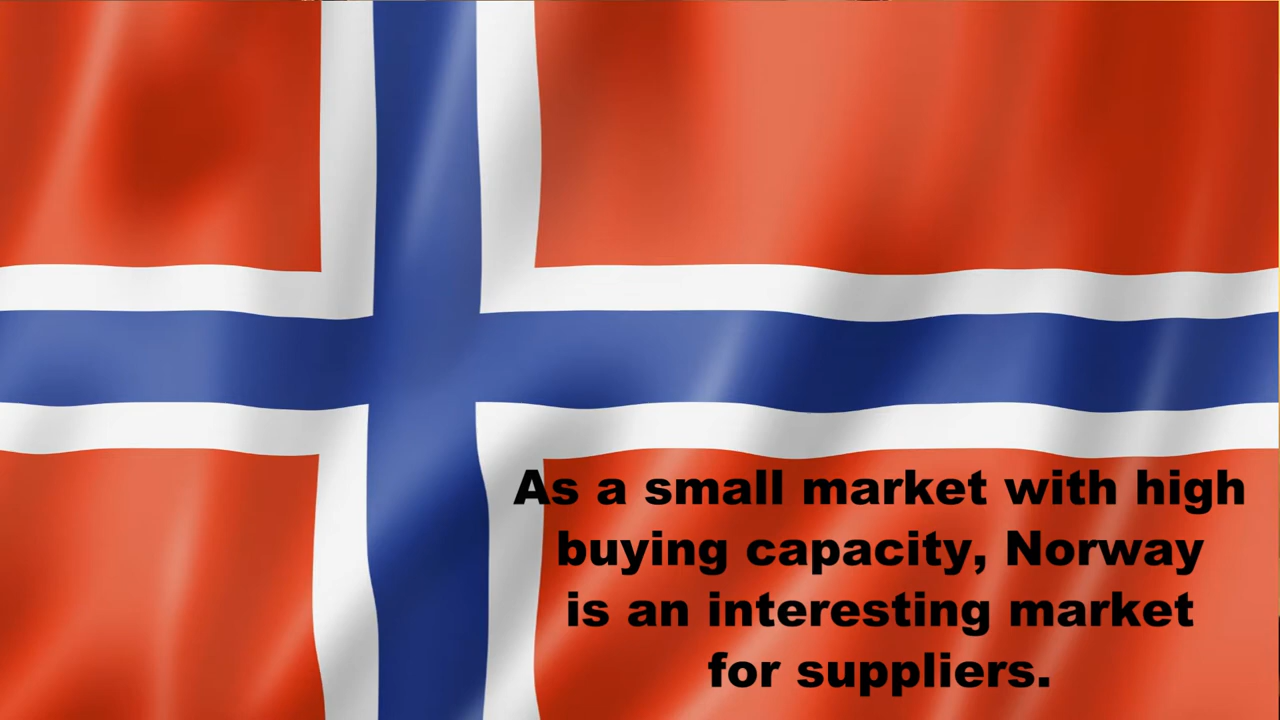 As a small market with high
buying capacity, Norway
is an interesting market
for suppliers.